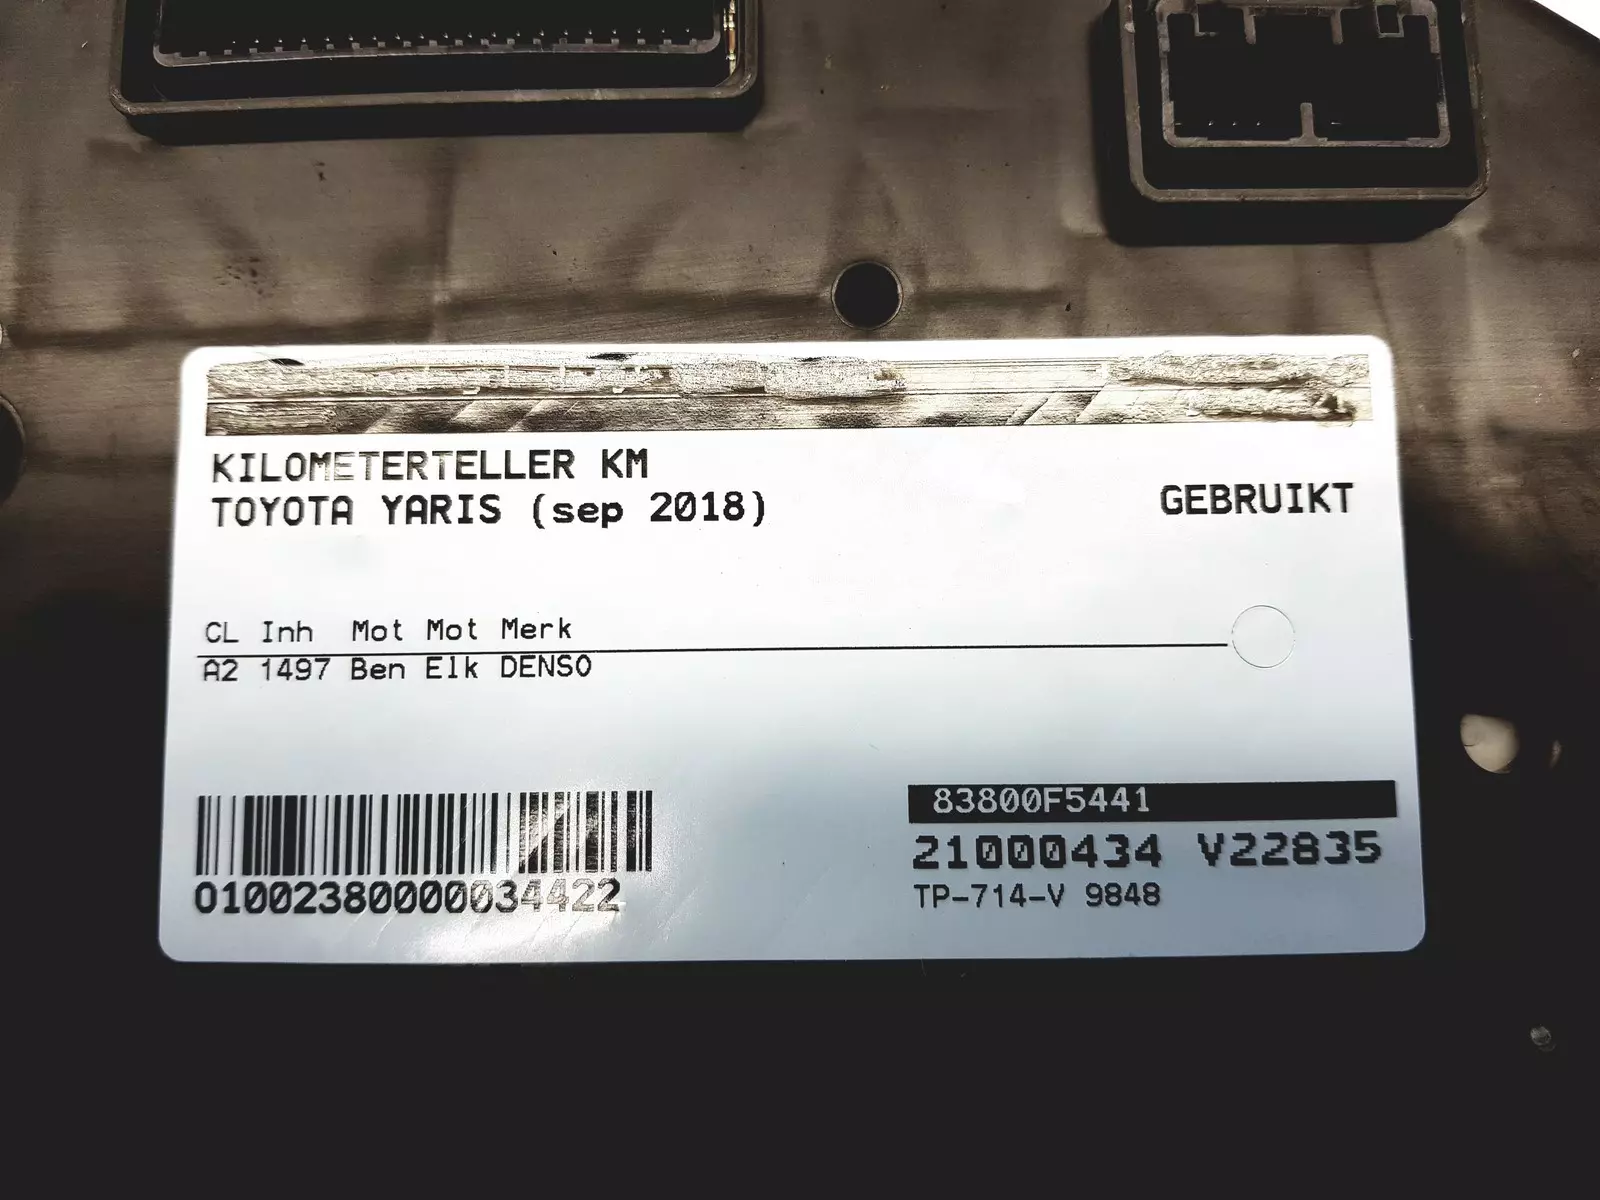 KILOMETERTELLER KM
TOYOTA YARIS (sep 2018)
GEBRUIKT
CL Inh Mot Mot Merk
A2 1497 Ben Elk DENSO
83800F5441
21000434 V22835
TP-714-V 9848
01002380000034422